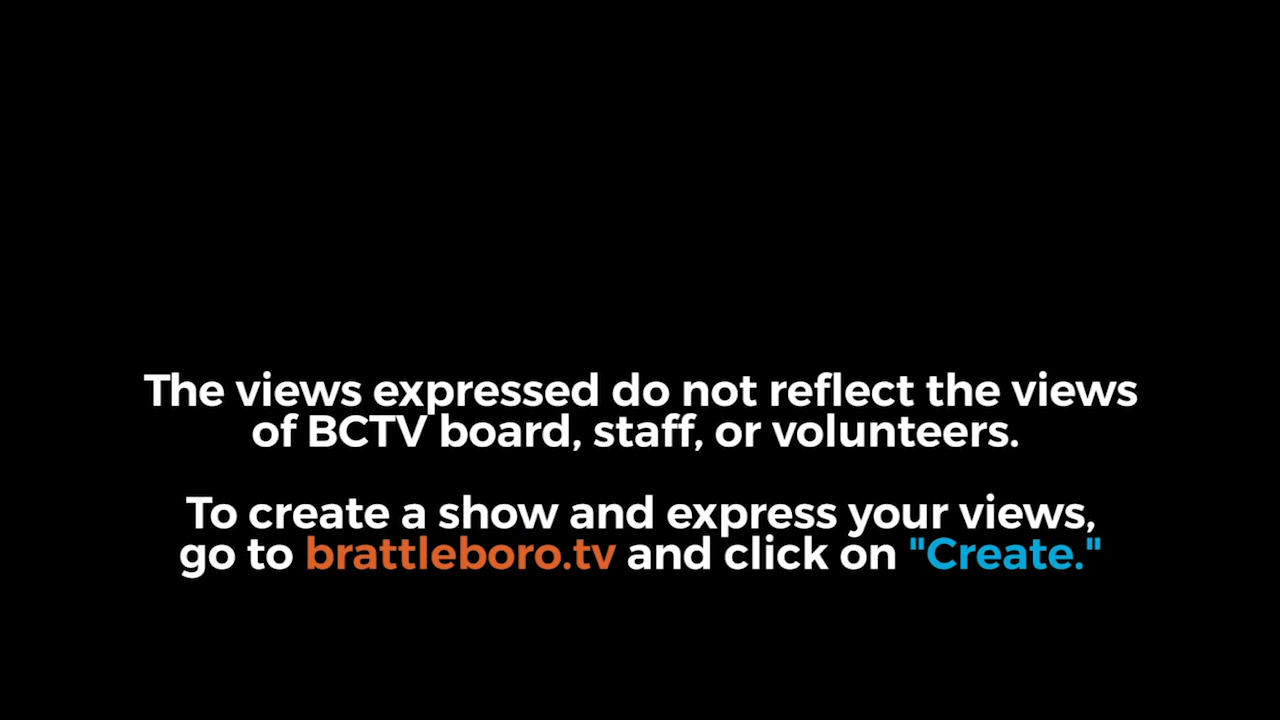 The views expressed do not reflect the views
of BCTV board, staff, or volunteers.
To create a show and express your views,
go to brattleboro.tv and click on "Create."